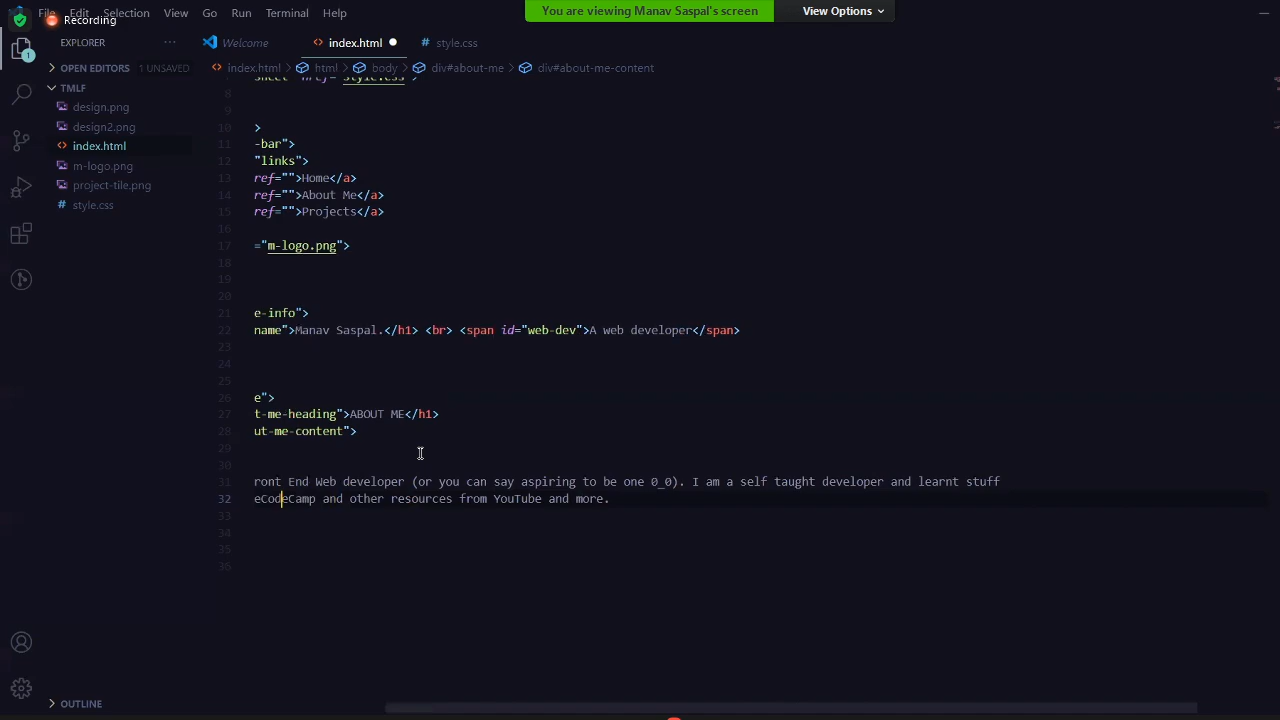 File Edit Selection View Go Run Terminal Help
Recording
You are viewing Manav Saspal's screen
View Options
EXPLORER ···
Welcome
index.html
style.css
OPEN EDITORS 1 UNSAVED
index.html > html > body > div#about-me > div#about-me-content
TMLF
design.png
design2.png
index.html
m-logo.png
project-tile.png
style.css
1
8
9
10 >
11 -bar">
12 "links">
13 ref="">Home</a>
14 ref="">About Me</a>
15 ref="">Projects</a>
16
17 ="m-logo.png">
18
19
20
21 e-info">
22 name">Manav Saspal.</h1> <br> <span id="web-dev">A web developer</span>
23
24
25
26 e">
27 t-me-heading">ABOUT ME</h1>
28 ut-me-content">
29
30
31 ront End Web developer (or you can say aspiring to be one 0_0). I am a self taught developer and learnt stuff
32 eCodeCamp and other resources from YouTube and more.
33
34
35
36
OUTLINE